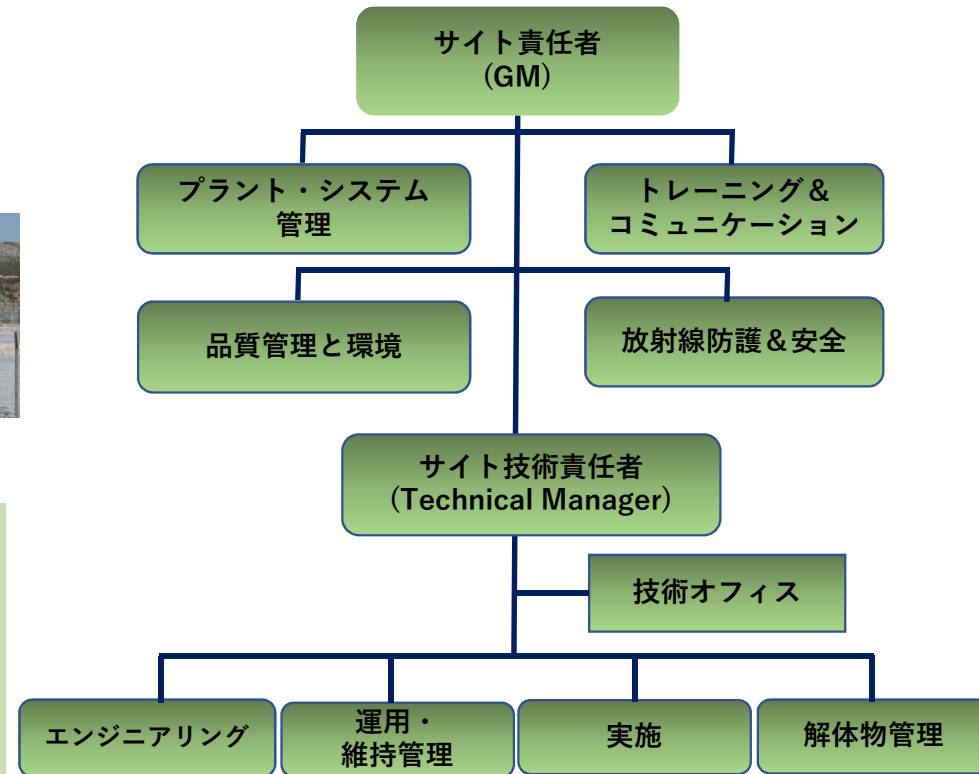 サイト責任者
(GM)
プラント・システム
管理
トレーニング＆
コミュニケーション
品質管理と環境
放射線防護＆安全
サイト技術責任者
(Technical Manager)
技術オフィス
エンジニアリング
運用・
維持管理
実施
解体物管理